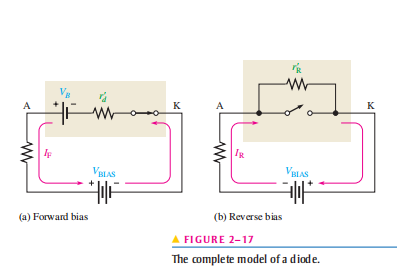 V_B r'_d
A + - K
I_F
V_BIAS
+ -
(a) Forward bias
r'_R
A K
I_R
V_BIAS
- +
(b) Reverse bias
▲ FIGURE 2–17
The complete model of a diode.